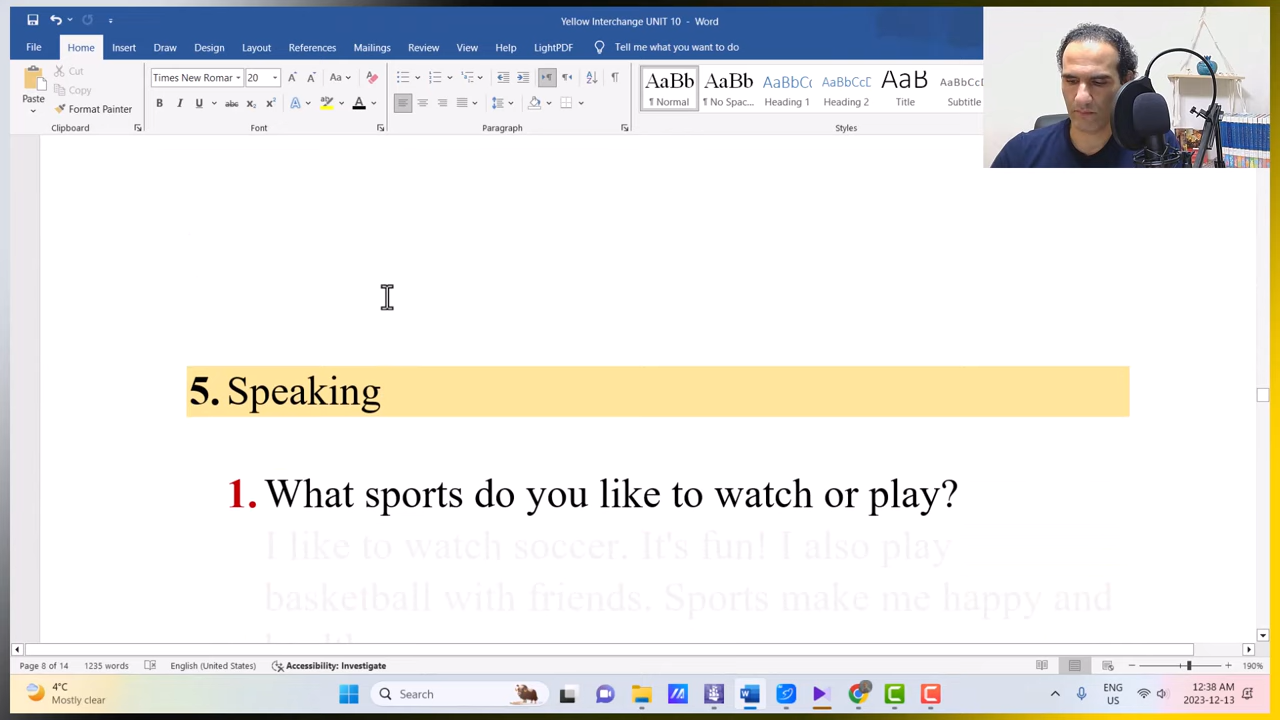 Yellow Interchange UNIT 10 - Word
File Home Insert Draw Design Layout References Mailings Review View Help LightPDF Tell me what you want to do
Paste
Cut
Copy
Format Painter
Times New Romar 20
AaBb
¶ Normal
AaBb
¶ No Spac...
AaBbCc
Heading 1
AaBbCc
Heading 2
AaB
Title
AaBbCc
Subtitle
Clipboard Font Paragraph Styles
5. Speaking
1. What sports do you like to watch or play?
I like to watch soccer. It's fun! I also play
basketball with friends. Sports make me happy and
Page 8 of 14 1235 words English (United States) Accessibility: Investigate 190%
4°C
Mostly clear
Search
ENG
US
12:38 AM
2023-12-13